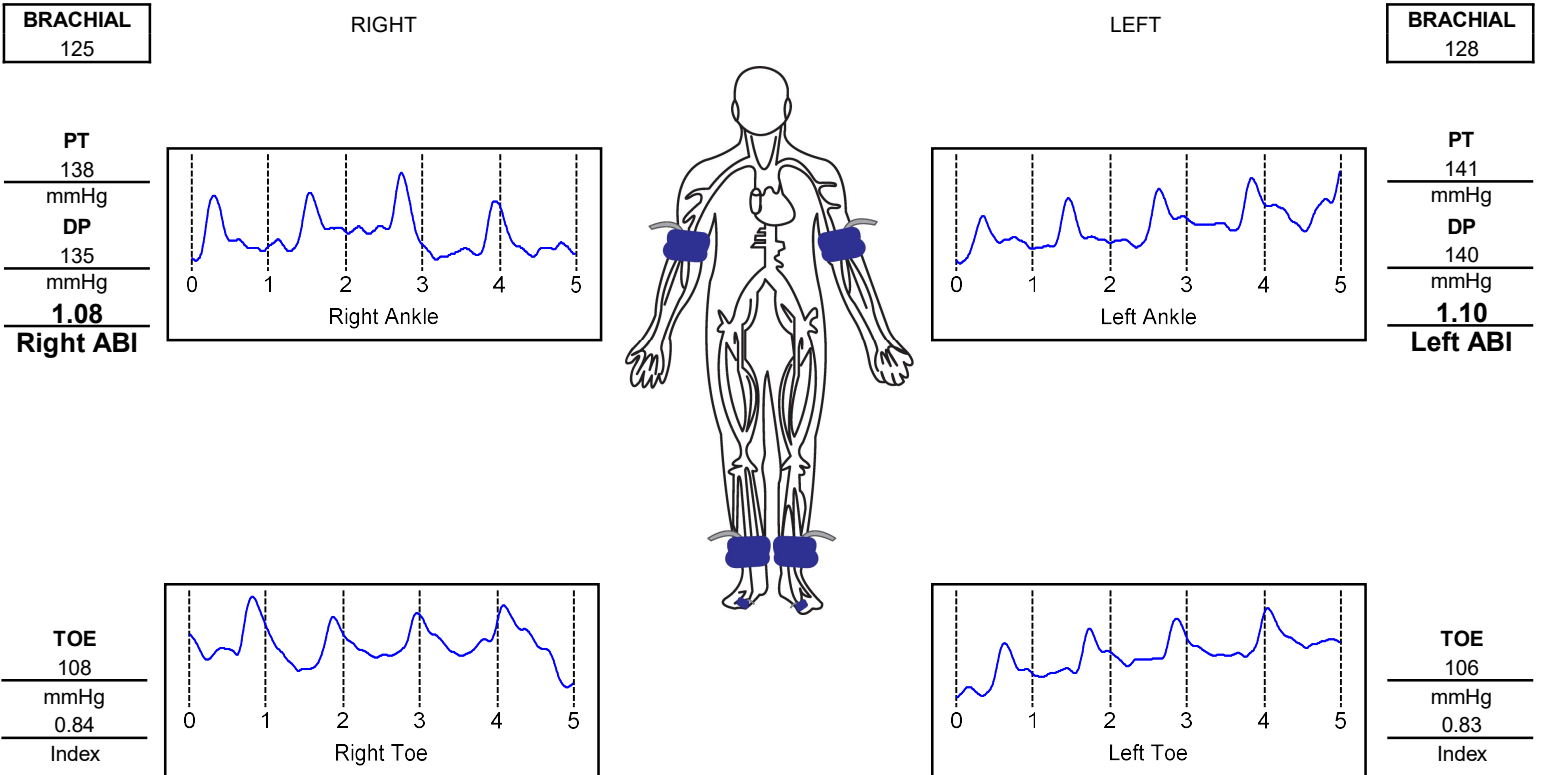 BRACHIAL
125
RIGHT
LEFT
BRACHIAL
128
PT
138
mmHg
DP
135
mmHg
1.08
Right ABI
0 1 2 3 4 5
Right Ankle
0 1 2 3 4 5
Left Ankle
PT
141
mmHg
DP
140
mmHg
1.10
Left ABI
TOE
108
mmHg
0.84
Index
0 1 2 3 4 5
Right Toe
0 1 2 3 4 5
Left Toe
TOE
106
mmHg
0.83
Index